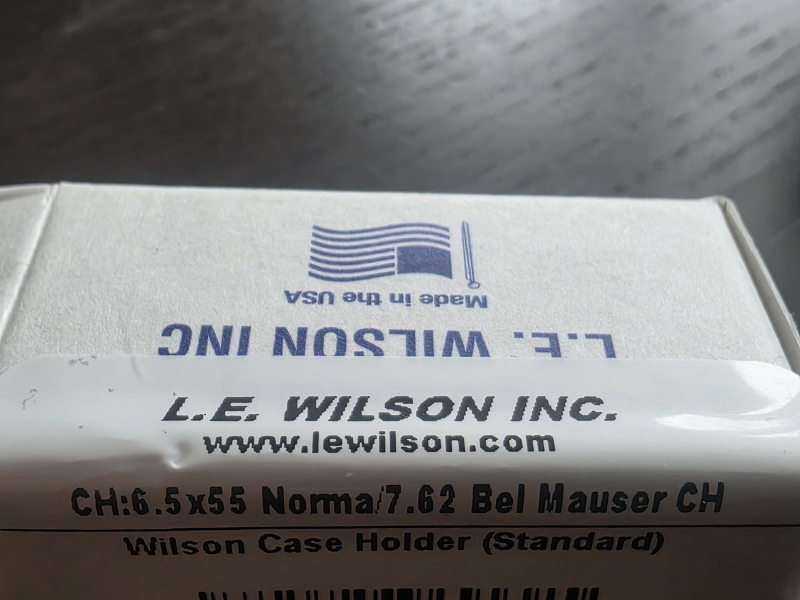 Made in the USA
L.E. WILSON INC
L.E. WILSON INC.
www.lewilson.com
CH:6.5x55 Norma/7.62 Bel Mauser CH
Wilson Case Holder (Standard)